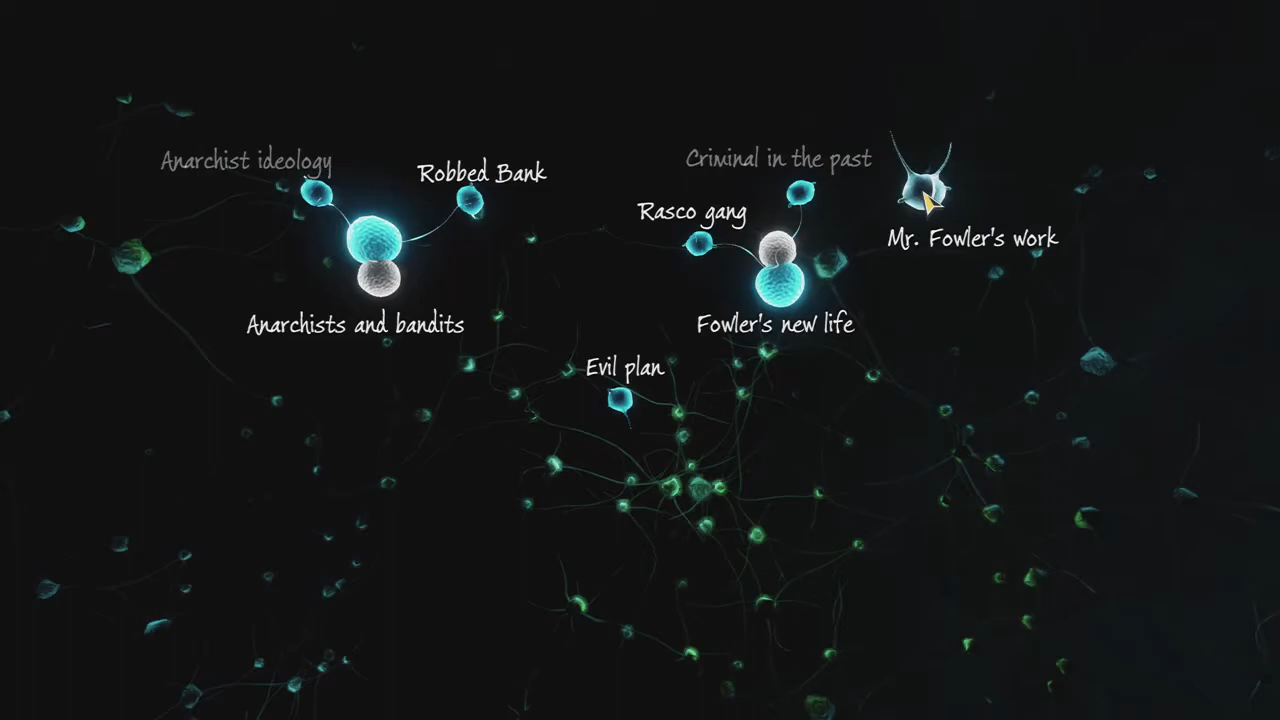 Anarchist ideology
Robbed Bank
Criminal in the past
Rasco gang
Mr. Fowler's work
Anarchists and bandits
Fowler's new life
Evil plan